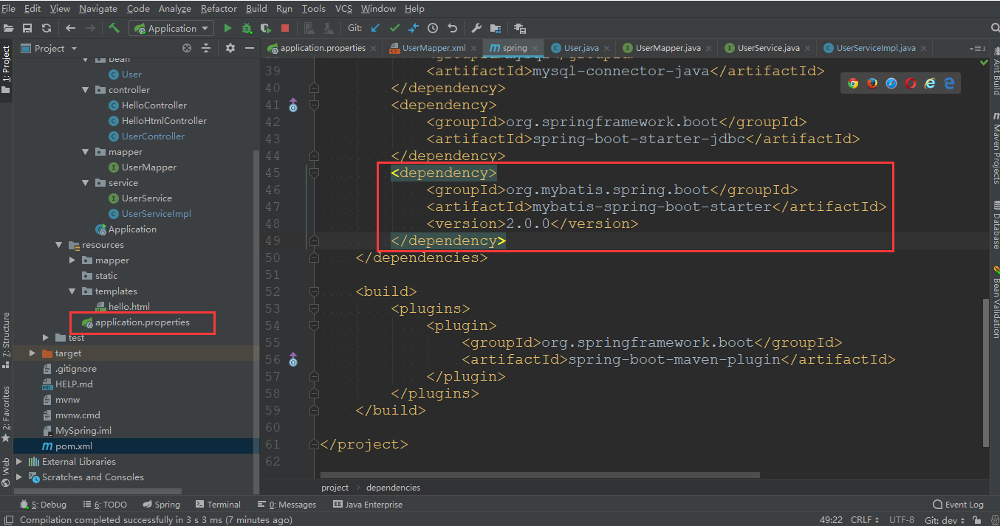 File Edit View Navigate Code Analyze Refactor Build Run Tools VCS Window Help
Application Git:
Project
application.properties UserMapper.xml spring User.java UserMapper.java UserService.java UserServiceImpl.java 3
1: Project
7: Structure
2: Favorites
Web
bean
User
controller
HelloController
HelloHtmlController
UserController
mapper
UserMapper
service
UserService
UserServiceImpl
Application
resources
mapper
static
templates
hello.html
application.properties
test
target
.gitignore
HELP.md
mvnw
mvnw.cmd
MySpring.iml
pom.xml
External Libraries
Scratches and Consoles
39 <artifactId>mysql-connector-java</artifactId>
40 </dependency>
41 <dependency>
42 <groupId>org.springframework.boot</groupId>
43 <artifactId>spring-boot-starter-jdbc</artifactId>
44 </dependency>
45 <dependency>
46 <groupId>org.mybatis.spring.boot</groupId>
47 <artifactId>mybatis-spring-boot-starter</artifactId>
48 <version>2.0.0</version>
49 </dependency>
50 </dependencies>
51
52 <build>
53 <plugins>
54 <plugin>
55 <groupId>org.springframework.boot</groupId>
56 <artifactId>spring-boot-maven-plugin</artifactId>
57 </plugin>
58 </plugins>
59 </build>
60
61 </project>
62
project › dependencies
Ant Build
Maven Projects
Database
Bean Validation
5: Debug 6: TODO Spring Terminal 0: Messages Java Enterprise Event Log
Compilation completed successfully in 3 s 3 ms (7 minutes ago) 49:22 CRLF UTF-8 Git: dev